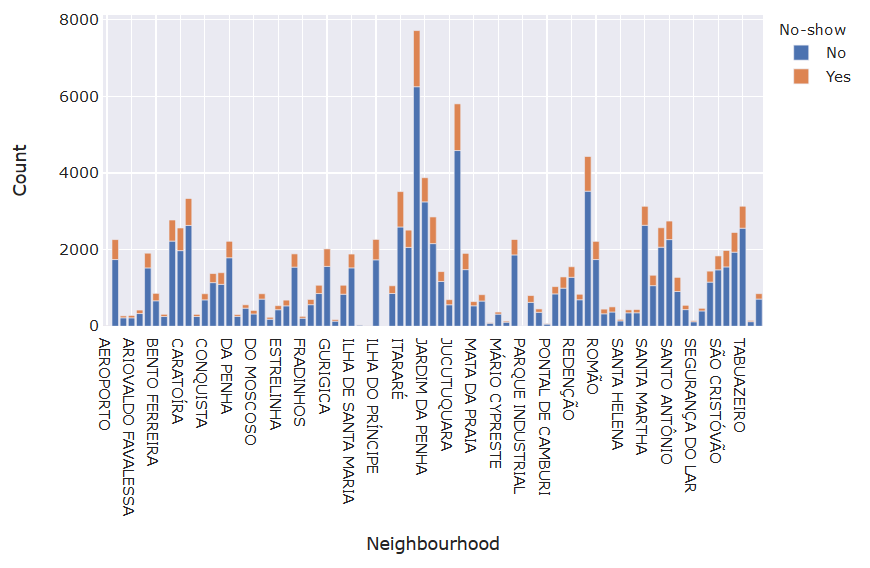 No-show
No
Yes
8000
6000
4000
2000
0
Count
AEROPORTO
ARIOVALDO FAVALESSA
BENTO FERREIRA
CARATOÍRA
CONQUISTA
DA PENHA
DO MOSCOSO
ESTRELINHA
FRADINHOS
GURIGICA
ILHA DE SANTA MARIA
ILHA DO PRÍNCIPE
ITARARÉ
JARDIM DA PENHA
JUCUTUQUARA
MATA DA PRAIA
MÁRIO CYPRESTE
PARQUE INDUSTRIAL
PONTAL DE CAMBURI
REDENÇÃO
ROMÃO
SANTA HELENA
SANTA MARTHA
SANTO ANTÔNIO
SEGURANÇA DO LAR
SÃO CRISTÓVÃO
TABUAZEIRO
Neighbourhood